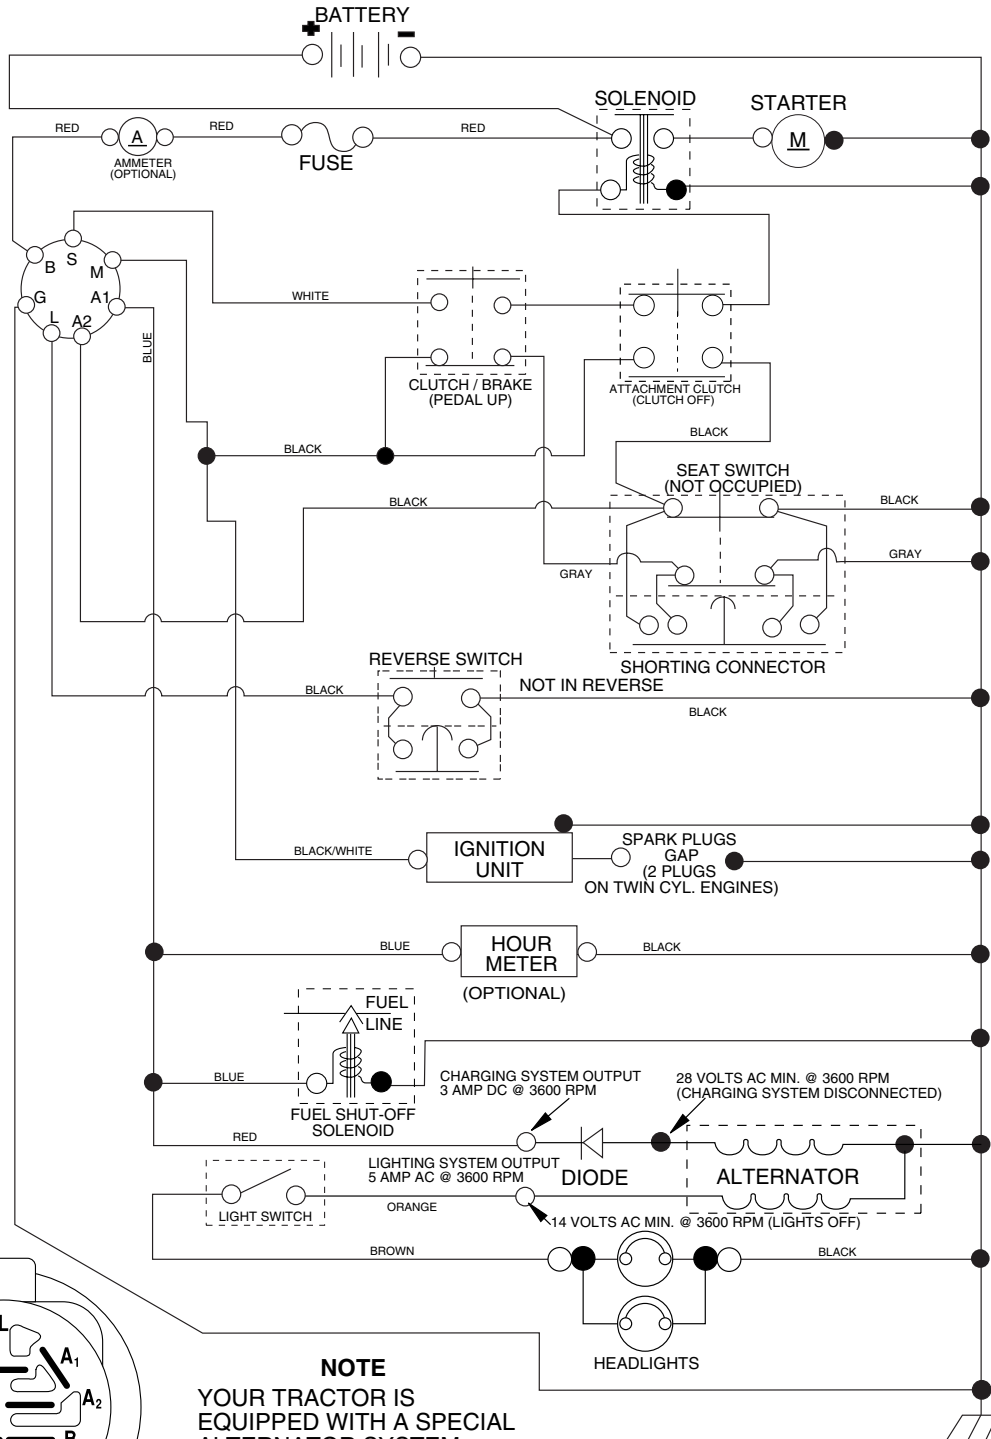 BATTERY
+
-
SOLENOID
STARTER
RED
A
RED
RED
M
AMMETER
(OPTIONAL)
FUSE
S
B
M
G
A1
L
A2
BLUE
WHITE
CLUTCH / BRAKE
(PEDAL UP)
ATTACHMENT CLUTCH
(CLUTCH OFF)
BLACK
BLACK
SEAT SWITCH
(NOT OCCUPIED)
BLACK
BLACK
GRAY
GRAY
SHORTING CONNECTOR
REVERSE SWITCH
NOT IN REVERSE
BLACK
BLACK
BLACK/WHITE
IGNITION
UNIT
SPARK PLUGS
GAP
(2 PLUGS
ON TWIN CYL. ENGINES)
BLUE
HOUR
METER
BLACK
(OPTIONAL)
FUEL
LINE
BLUE
FUEL SHUT-OFF
SOLENOID
CHARGING SYSTEM OUTPUT
3 AMP DC @ 3600 RPM
28 VOLTS AC MIN. @ 3600 RPM
(CHARGING SYSTEM DISCONNECTED)
RED
DIODE
ALTERNATOR
LIGHTING SYSTEM OUTPUT
5 AMP AC @ 3600 RPM
LIGHT SWITCH
ORANGE
14 VOLTS AC MIN. @ 3600 RPM (LIGHTS OFF)
BROWN
BLACK
HEADLIGHTS
L
A1
A2
B
NOTE
YOUR TRACTOR IS
EQUIPPED WITH A SPECIAL
ALTERNATOR SYSTEM